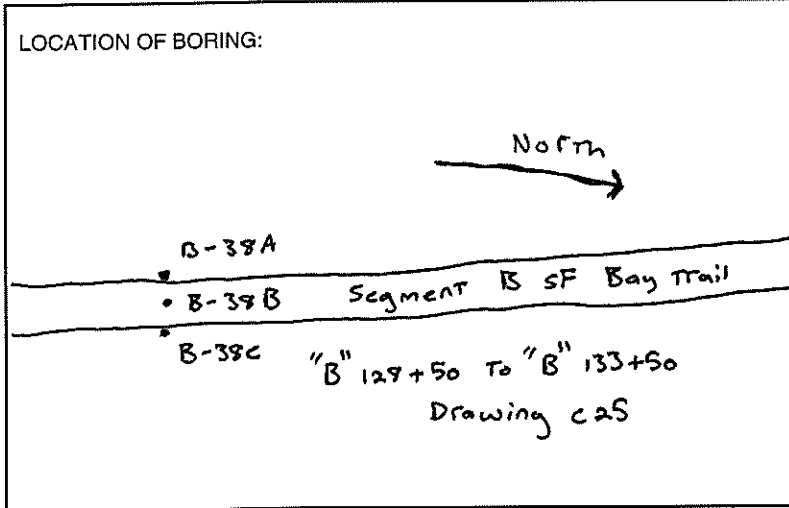 LOCATION OF BORING:
North
B-38A
B-38B Segment B SF Bay Trail
B-38C
"B" 128+50 To "B" 133+50
Drawing C25